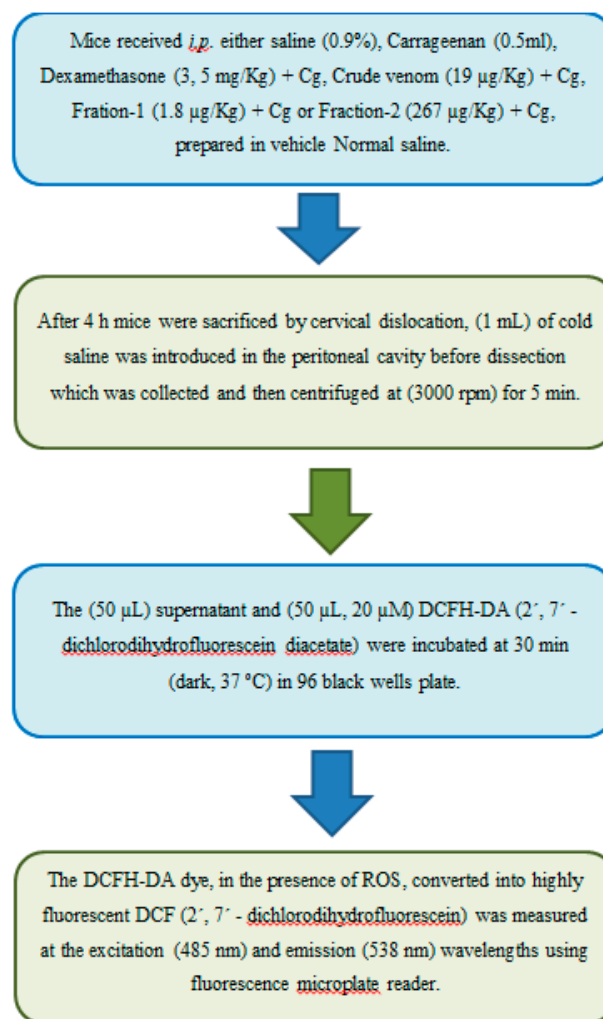 Mice received i.p. either saline (0.9%), Carrageenan (0.5ml),
Dexamethasone (3, 5 mg/Kg) + Cg, Crude venom (19 µg/Kg) + Cg,
Fration-1 (1.8 µg/Kg) + Cg or Fraction-2 (267 µg/Kg) + Cg,
prepared in vehicle Normal saline.
After 4 h mice were sacrificed by cervical dislocation, (1 mL) of cold
saline was introduced in the peritoneal cavity before dissection
which was collected and then centrifuged at (3000 rpm) for 5 min.
The (50 µL) supernatant and (50 µL, 20 µM) DCFH-DA (2´, 7´ -
dichlorodihydrofluorescein diacetate) were incubated at 30 min
(dark, 37 °C) in 96 black wells plate.
The DCFH-DA dye, in the presence of ROS, converted into highly
fluorescent DCF (2´, 7´ - dichlorodihydrofluorescein) was measured
at the excitation (485 nm) and emission (538 nm) wavelengths using
fluorescence microplate reader.